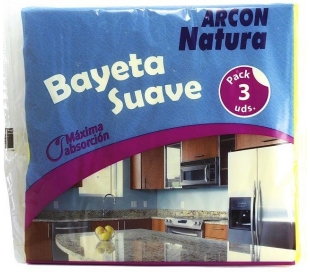 ARCON
Natura
Bayeta
Suave
Pack
3
uds.
Máxima
absorción